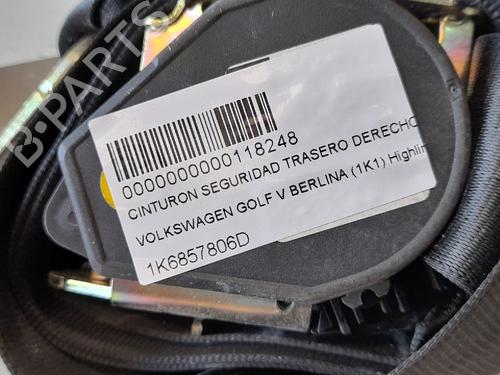 B-PARTS
0000000000118248
CINTURON SEGURIDAD TRASERO DERECHO
VOLKSWAGEN GOLF V BERLINA (1K1) Highlin
1K6857806D